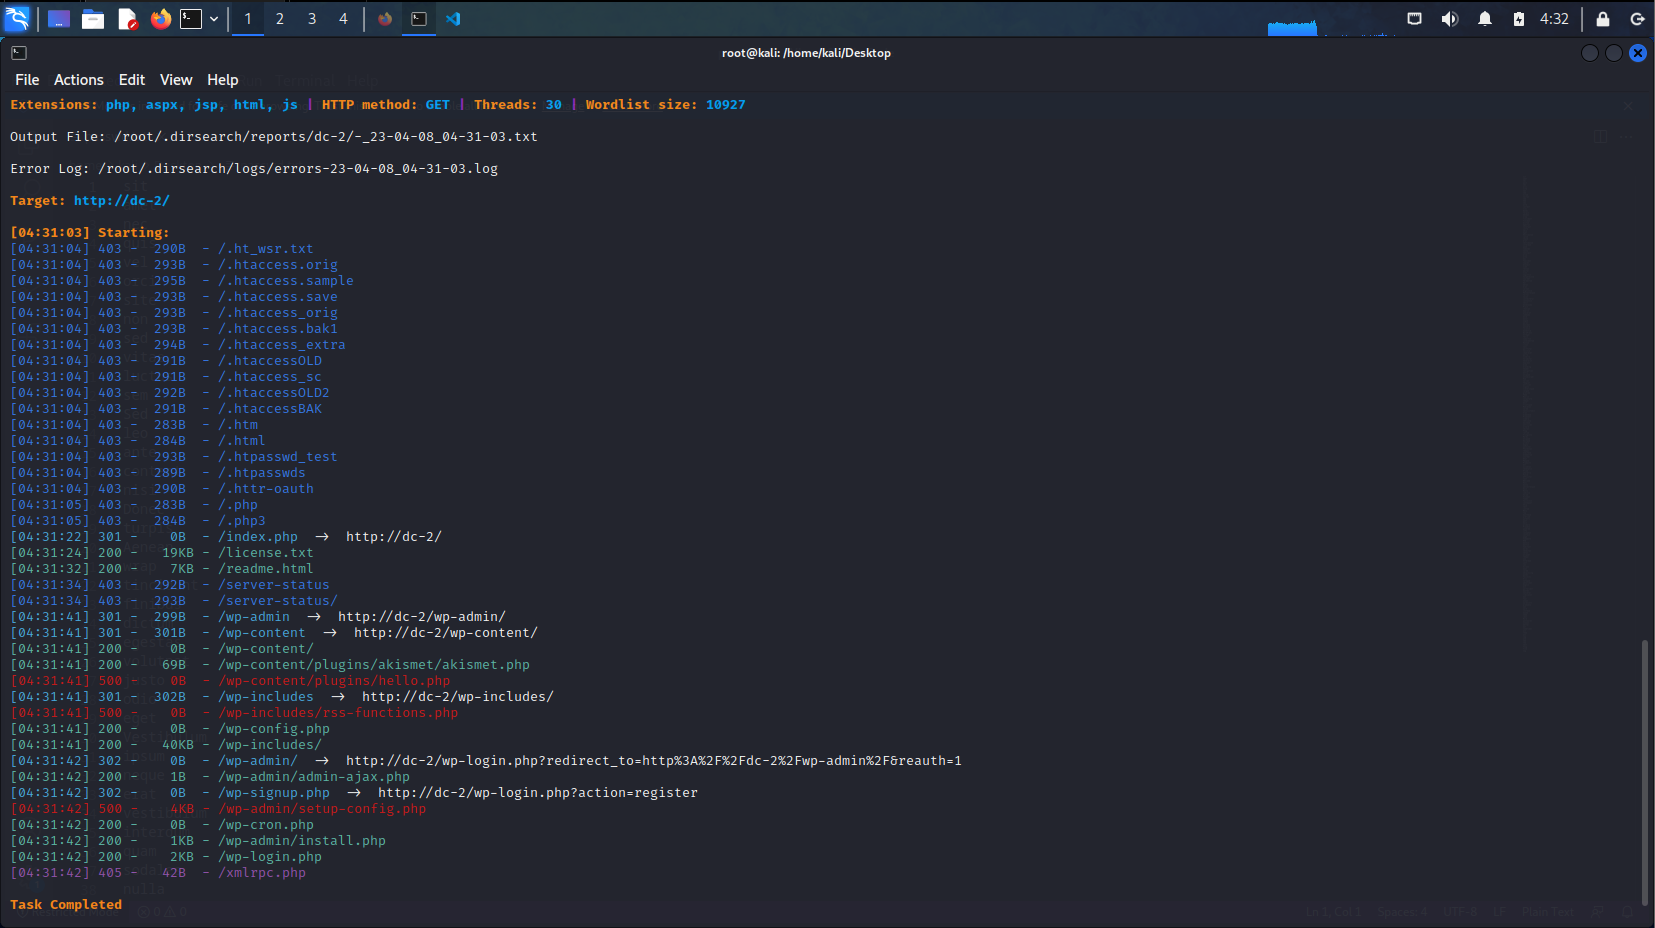 1 2 3 4 4:32
root@kali: /home/kali/Desktop
File Actions Edit View Help
Extensions: php, aspx, jsp, html, js | HTTP method: GET | Threads: 30 | Wordlist size: 10927
Output File: /root/.dirsearch/reports/dc-2/-_23-04-08_04-31-03.txt
Error Log: /root/.dirsearch/logs/errors-23-04-08_04-31-03.log
Target: http://dc-2/
[04:31:03] Starting:
[04:31:04] 403 -  290B  - /.ht_wsr.txt
[04:31:04] 403 -  293B  - /.htaccess.orig
[04:31:04] 403 -  295B  - /.htaccess.sample
[04:31:04] 403 -  293B  - /.htaccess.save
[04:31:04] 403 -  293B  - /.htaccess_orig
[04:31:04] 403 -  293B  - /.htaccess.bak1
[04:31:04] 403 -  294B  - /.htaccess_extra
[04:31:04] 403 -  291B  - /.htaccessOLD
[04:31:04] 403 -  291B  - /.htaccess_sc
[04:31:04] 403 -  292B  - /.htaccessOLD2
[04:31:04] 403 -  291B  - /.htaccessBAK
[04:31:04] 403 -  283B  - /.htm
[04:31:04] 403 -  284B  - /.html
[04:31:04] 403 -  293B  - /.htpasswd_test
[04:31:04] 403 -  289B  - /.htpasswds
[04:31:04] 403 -  290B  - /.httr-oauth
[04:31:05] 403 -  283B  - /.php
[04:31:05] 403 -  284B  - /.php3
[04:31:22] 301 -    0B  - /index.php  →  http://dc-2/
[04:31:24] 200 -   19KB - /license.txt
[04:31:32] 200 -    7KB - /readme.html
[04:31:34] 403 -  292B  - /server-status
[04:31:34] 403 -  293B  - /server-status/
[04:31:41] 301 -  299B  - /wp-admin  →  http://dc-2/wp-admin/
[04:31:41] 301 -  301B  - /wp-content  →  http://dc-2/wp-content/
[04:31:41] 200 -    0B  - /wp-content/
[04:31:41] 200 -   69B  - /wp-content/plugins/akismet/akismet.php
[04:31:41] 500 -    0B  - /wp-content/plugins/hello.php
[04:31:41] 301 -  302B  - /wp-includes  →  http://dc-2/wp-includes/
[04:31:41] 500 -    0B  - /wp-includes/rss-functions.php
[04:31:41] 200 -    0B  - /wp-config.php
[04:31:41] 200 -   40KB - /wp-includes/
[04:31:42] 302 -    0B  - /wp-admin/  →  http://dc-2/wp-login.php?redirect_to=http%3A%2F%2Fdc-2%2Fwp-admin%2F&reauth=1
[04:31:42] 200 -    1B  - /wp-admin/admin-ajax.php
[04:31:42] 302 -    0B  - /wp-signup.php  →  http://dc-2/wp-login.php?action=register
[04:31:42] 500 -    4KB - /wp-admin/setup-config.php
[04:31:42] 200 -    0B  - /wp-cron.php
[04:31:42] 200 -    1KB - /wp-admin/install.php
[04:31:42] 200 -    2KB - /wp-login.php
[04:31:42] 405 -   42B  - /xmlrpc.php
Task Completed